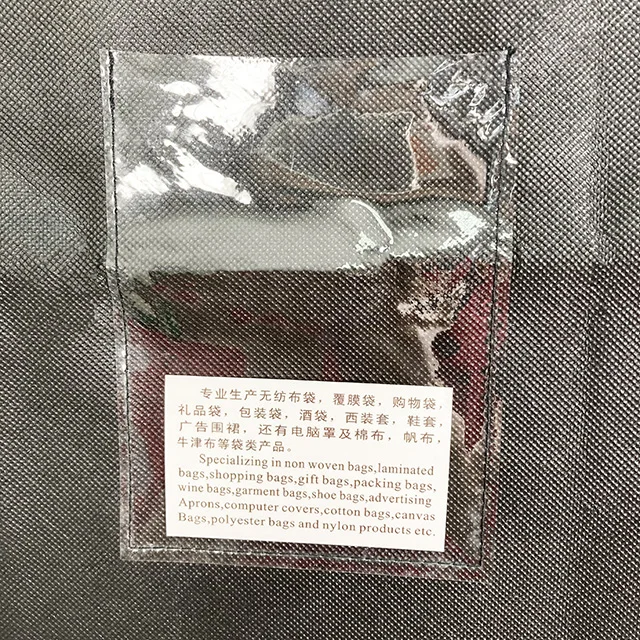 专业生产无纺布袋，覆膜袋，购物袋，
礼品袋，包装袋，酒袋，西装套，鞋套，
广告围裙，还有电脑罩及棉布，帆布，
牛津布等袋类产品。
Specializing in non woven bags,laminated
bags,shopping bags,gift bags,packing bags,
wine bags,garment bags,shoe bags,advertising
Aprons,computer covers,cotton bags,canvas
Bags,polyester bags and nylon products etc.